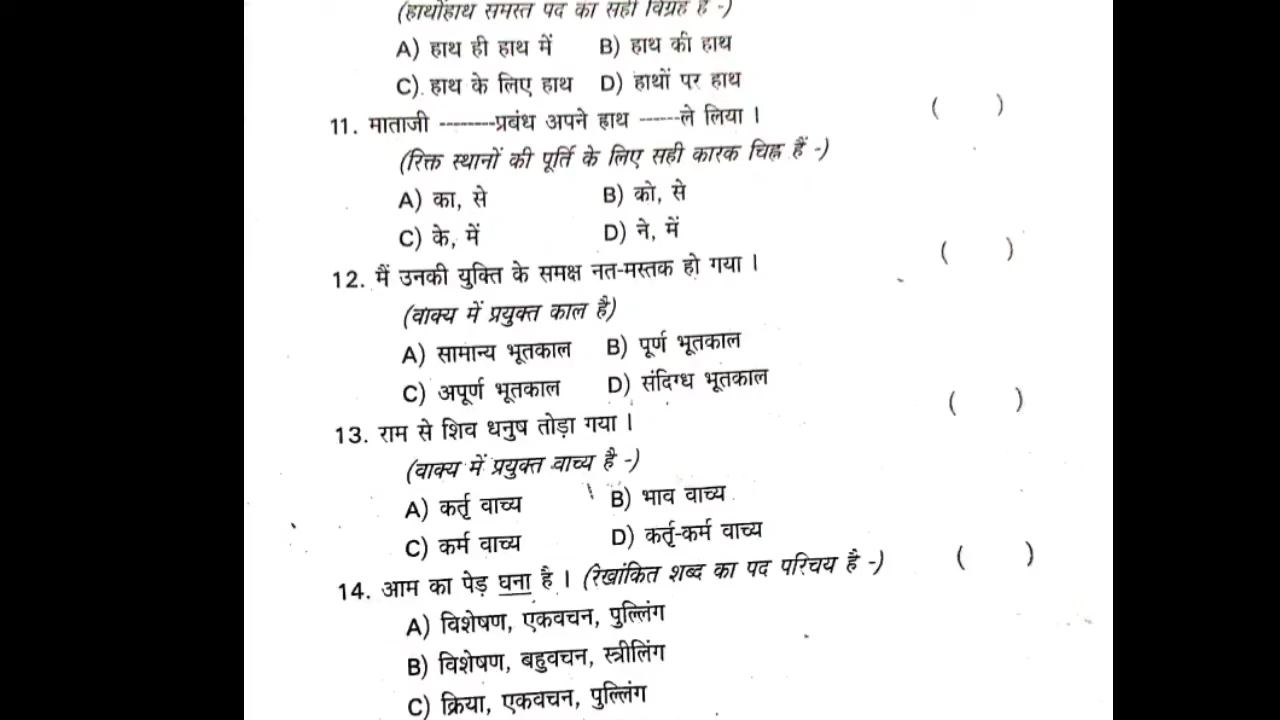 (हाथोंहाथ समस्त पद का सही विग्रह है -)
A) हाथ ही हाथ में B) हाथ की हाथ
C) हाथ के लिए हाथ D) हाथों पर हाथ
11. माताजी --------प्रबंध अपने हाथ ------ले लिया । ( )
(रिक्त स्थानों की पूर्ति के लिए सही कारक चिह्न हैं -)
A) का, से B) को, से
C) के, में D) ने, में
12. मैं उनकी युक्ति के समक्ष नत-मस्तक हो गया । ( )
(वाक्य में प्रयुक्त काल है)
A) सामान्य भूतकाल B) पूर्ण भूतकाल
C) अपूर्ण भूतकाल D) संदिग्ध भूतकाल
13. राम से शिव धनुष तोड़ा गया । ( )
(वाक्य में प्रयुक्त वाच्य है -)
A) कर्तृ वाच्य B) भाव वाच्य
C) कर्म वाच्य D) कर्तृ-कर्म वाच्य
14. आम का पेड़ घना है । (रेखांकित शब्द का पद परिचय है -) ( )
A) विशेषण, एकवचन, पुल्लिंग
B) विशेषण, बहुवचन, स्त्रीलिंग
C) क्रिया, एकवचन, पुल्लिंग